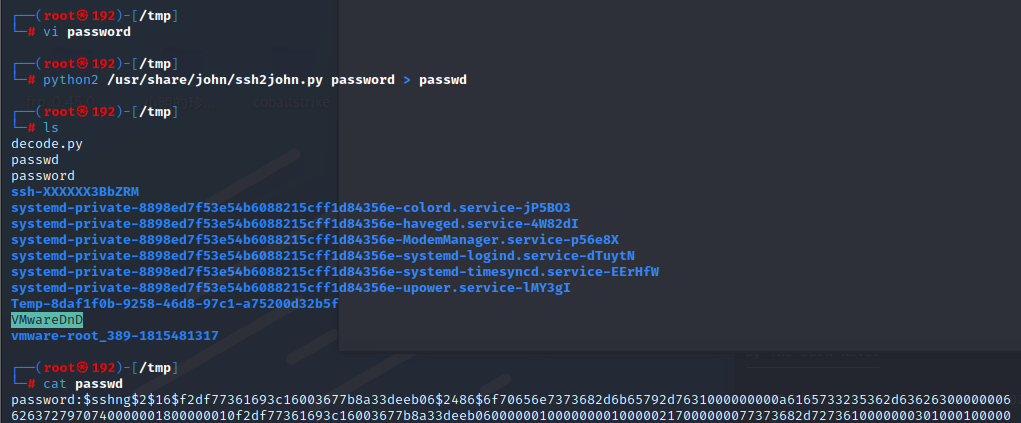 ┌──(root㉿192)-[/tmp]
└─# vi password
┌──(root㉿192)-[/tmp]
└─# python2 /usr/share/john/ssh2john.py password > passwd
┌──(root㉿192)-[/tmp]
└─# ls
decode.py
passwd
password
ssh-XXXXXX3BbZRM
systemd-private-8898ed7f53e54b6088215cff1d84356e-colord.service-jP5BO3
systemd-private-8898ed7f53e54b6088215cff1d84356e-haveged.service-4W82dI
systemd-private-8898ed7f53e54b6088215cff1d84356e-ModemManager.service-p56e8X
systemd-private-8898ed7f53e54b6088215cff1d84356e-systemd-logind.service-dTuytN
systemd-private-8898ed7f53e54b6088215cff1d84356e-systemd-timesyncd.service-EErHfW
systemd-private-8898ed7f53e54b6088215cff1d84356e-upower.service-lMY3gI
Temp-8daf1f0b-9258-46d8-97c1-a75200d32b5f
VMwareDnD
vmware-root_389-1815481317
┌──(root㉿192)-[/tmp]
└─# cat passwd
password:$sshng$2$16$f2df77361693c16003677b8a33deeb06$2486$6f70656e7373682d6b65792d7631000000000a6165733235362d63626300000006
6263727970740000001800000010f2df77361693c16003677b8a33deeb060000001000000001000002170000000077373682d7273610000000301000100000